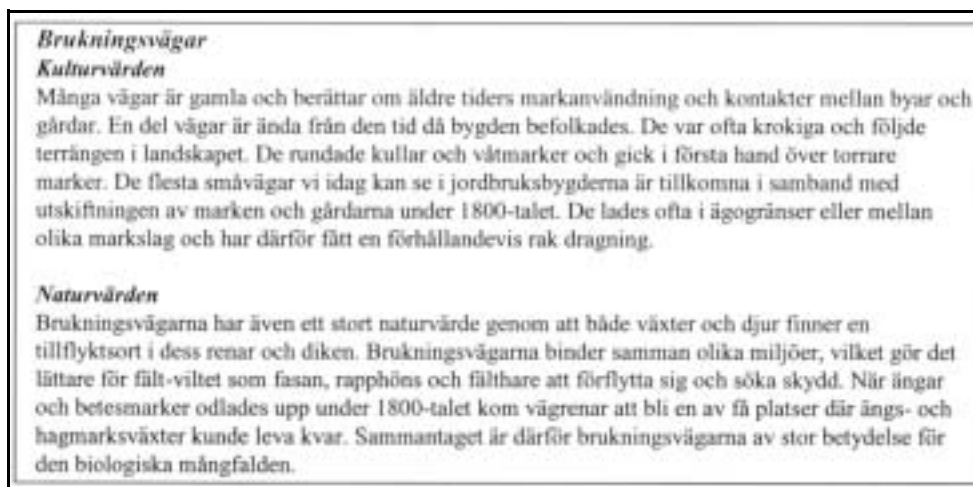 Brukningsvägar
Kulturvärden
Många vägar är gamla och berättar om äldre tiders markanvändning och kontakter mellan byar och
gårdar. En del vägar är ända från den tid då bygden befolkades. De var ofta krokiga och följde
terrängen i landskapet. De rundade kullar och våtmarker och gick i första hand över torrare
marker. De flesta småvägar vi idag kan se i jordbruksbygderna är tillkomna i samband med
utskiftningen av marken och gårdarna under 1800-talet. De lades ofta i ägogränser eller mellan
olika markslag och har därför fått en förhållandevis rak dragning.
Naturvärden
Brukningsvägarna har även ett stort naturvärde genom att både växter och djur finner en
tillflyktsort i dess renar och diken. Brukningsvägarna binder samman olika miljöer, vilket gör det
lättare för fält-viltet som fasan, rapphöns och fälthare att förflytta sig och söka skydd. När ängar
och betesmarker odlades upp under 1800-talet kom vägrenar att bli en av få platser där ängs- och
hagmarksväxter kunde leva kvar. Sammantaget är därför brukningsvägarna av stor betydelse för
den biologiska mångfalden.